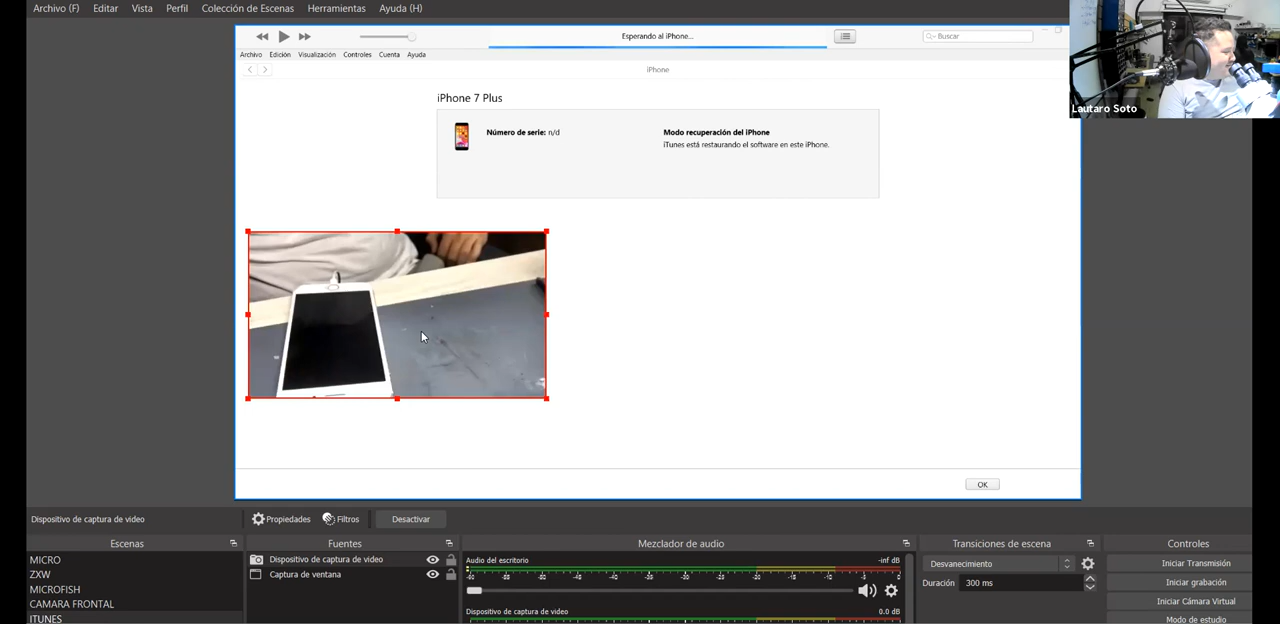 Archivo (F) Editar Vista Perfil Colección de Escenas Herramientas Ayuda (H)
Esperando al iPhone...
Buscar
Archivo Edición Visualización Controles Cuenta Ayuda
iPhone
Lautaro Soto
iPhone 7 Plus
Número de serie: n/d
Modo recuperación del iPhone
iTunes está restaurando el software en este iPhone.
OK
Dispositivo de captura de video
Propiedades
Filtros
Desactivar
Escenas
MICRO
ZXW
MICROFISH
CAMARA FRONTAL
ITUNES
Fuentes
Dispositivo de captura de video
Captura de ventana
Mezclador de audio
Audio del escritorio -inf dB
Dispositivo de captura de video 0.0 dB
Transiciones de escena
Desvanecimiento
Duración 300 ms
Controles
Iniciar Transmisión
Iniciar grabación
Iniciar Cámara Virtual
Modo de estudio